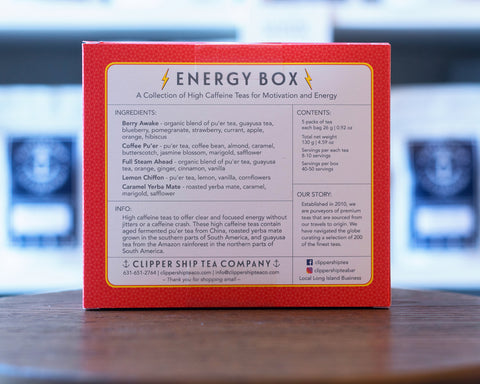 ENERGY BOX
A Collection of High Caffeine Teas for Motivation and Energy
INGREDIENTS:
Berry Awake - organic blend of pu'er tea, guayusa tea,
blueberry, pomegranate, strawberry, currant, apple,
orange, hibiscus
Coffee Pu'er - pu'er tea, coffee bean, almond, caramel,
butterscotch, jasmine blossom, marigold, safflower
Full Steam Ahead - organic blend of pu'er tea, guayusa
tea, orange, ginger, cinnamon, vanilla
Lemon Chiffon - pu'er tea, lemon, vanilla, cornflowers
Caramel Yerba Mate - roasted yerba mate, caramel,
marigold, safflower
INFO:
High caffeine teas to offer clear and focused energy without
jitters or a caffeine crash. These high caffeine teas contain
aged fermented pu'er tea from China, roasted yerba mate
grown in the southern parts of South America, and guayusa
tea from the Amazon rainforest in the northern parts of
South America.
CONTENTS:
5 packs of tea
each bag 26 g | 0.92 oz
Total net weight
130 g | 4.59 oz
Servings per each tea
8-10 servings
Servings per box
40-50 servings
OUR STORY:
Established in 2010, we
are purveyors of premium
teas that are sourced from
our travels to origin. We
have navigated the globe
curating a selection of 200
of the finest teas.
CLIPPER SHIP TEA COMPANY
631-651-2764 | clippershipteaco.com | info@clippershipteaco.com
– Thank you for shopping small –
clippershiptea
clippershipteabar
Local Long Island Business